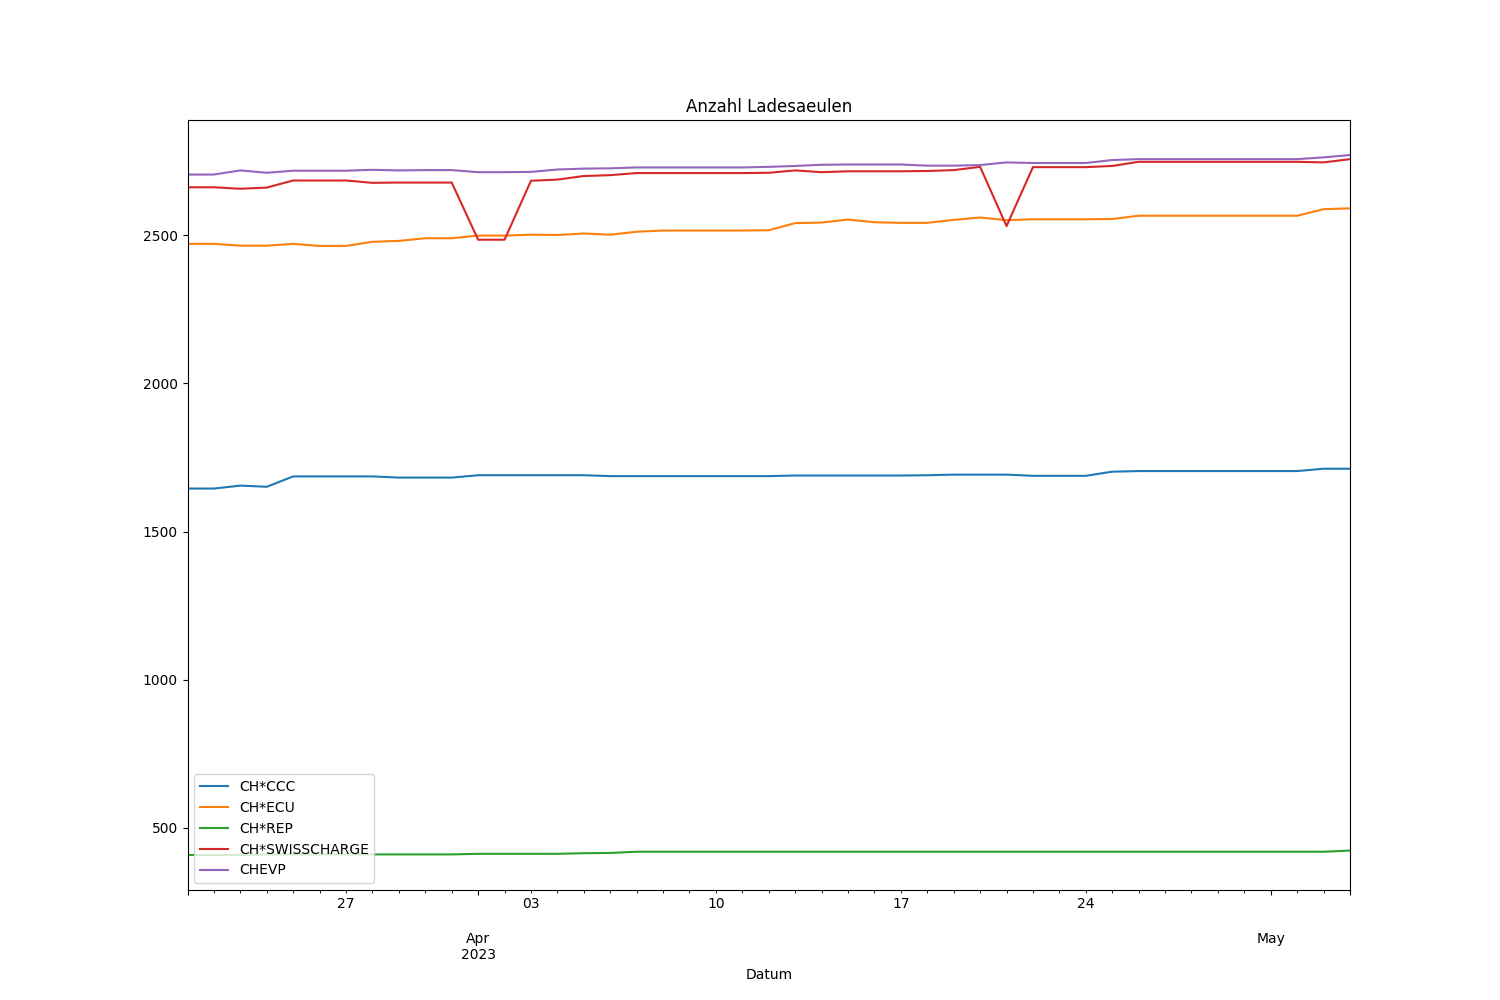 Anzahl Ladesaeulen
2500
2000
1500
1000
500
CH*CCC
CH*ECU
CH*REP
CH*SWISSCHARGE
CHEVP
27 03 10 17 24
Apr May
2023
Datum